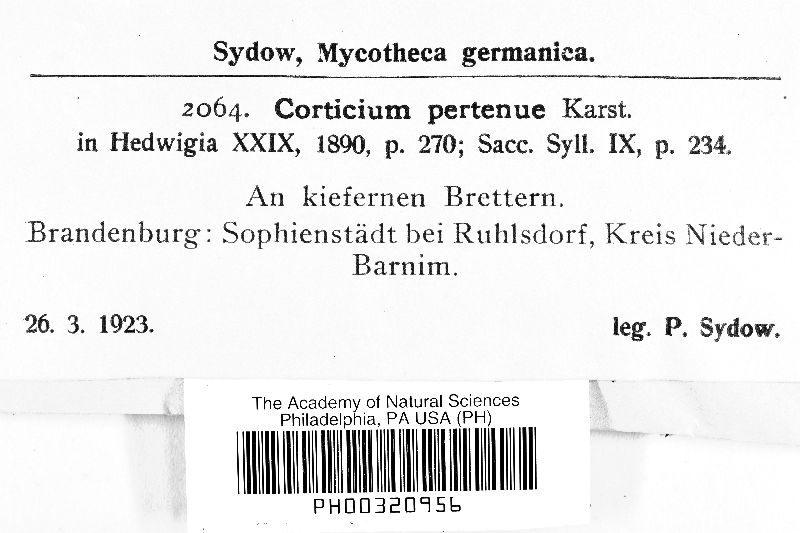 Sydow, Mycotheca germanica.
2064. Corticium pertenue Karst.
in Hedwigia XXIX, 1890, p. 270; Sacc. Syll. IX, p. 234.
An kiefernen Brettern.
Brandenburg: Sophienstädt bei Ruhlsdorf, Kreis Nieder-
Barnim.
26. 3. 1923. leg. P. Sydow.
The Academy of Natural Sciences
Philadelphia, PA USA (PH)
PH00320956